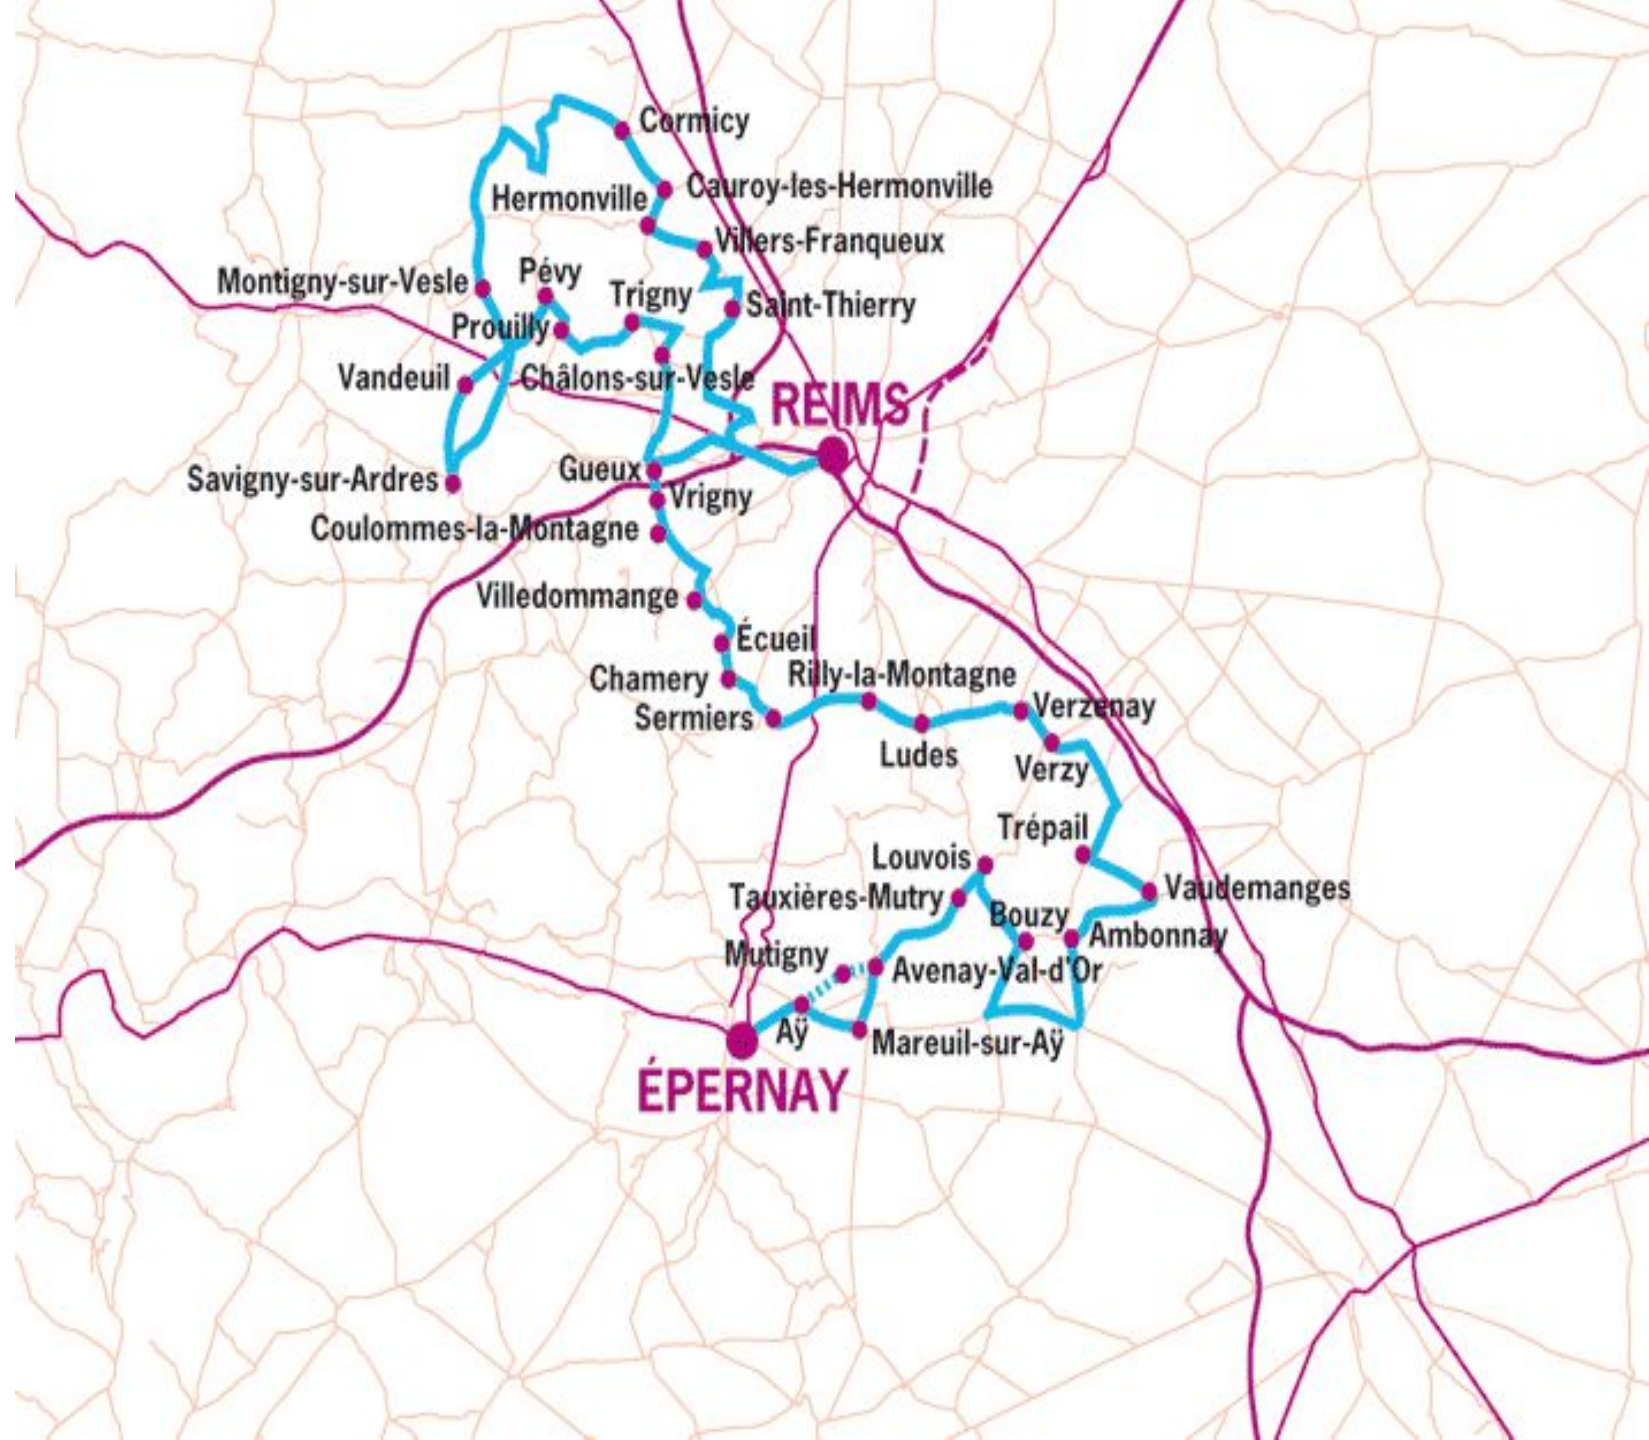 Cormicy
Cauroy-les-Hermonville
Hermonville
Villers-Franqueux
Pévy
Montigny-sur-Vesle
Trigny
Saint-Thierry
Prouilly
Vandeuil
Châlons-sur-Vesle
REIMS
Gueux
Savigny-sur-Ardres
Vrigny
Coulommes-la-Montagne
Villedommange
Écueil
Rilly-la-Montagne
Chamery
Verzenay
Sermiers
Ludes
Verzy
Trépail
Louvois
Vaudemanges
Tauxières-Mutry
Bouzy
Ambonnay
Mutigny
Avenay-Val-d'Or
Aÿ
Mareuil-sur-Aÿ
ÉPERNAY